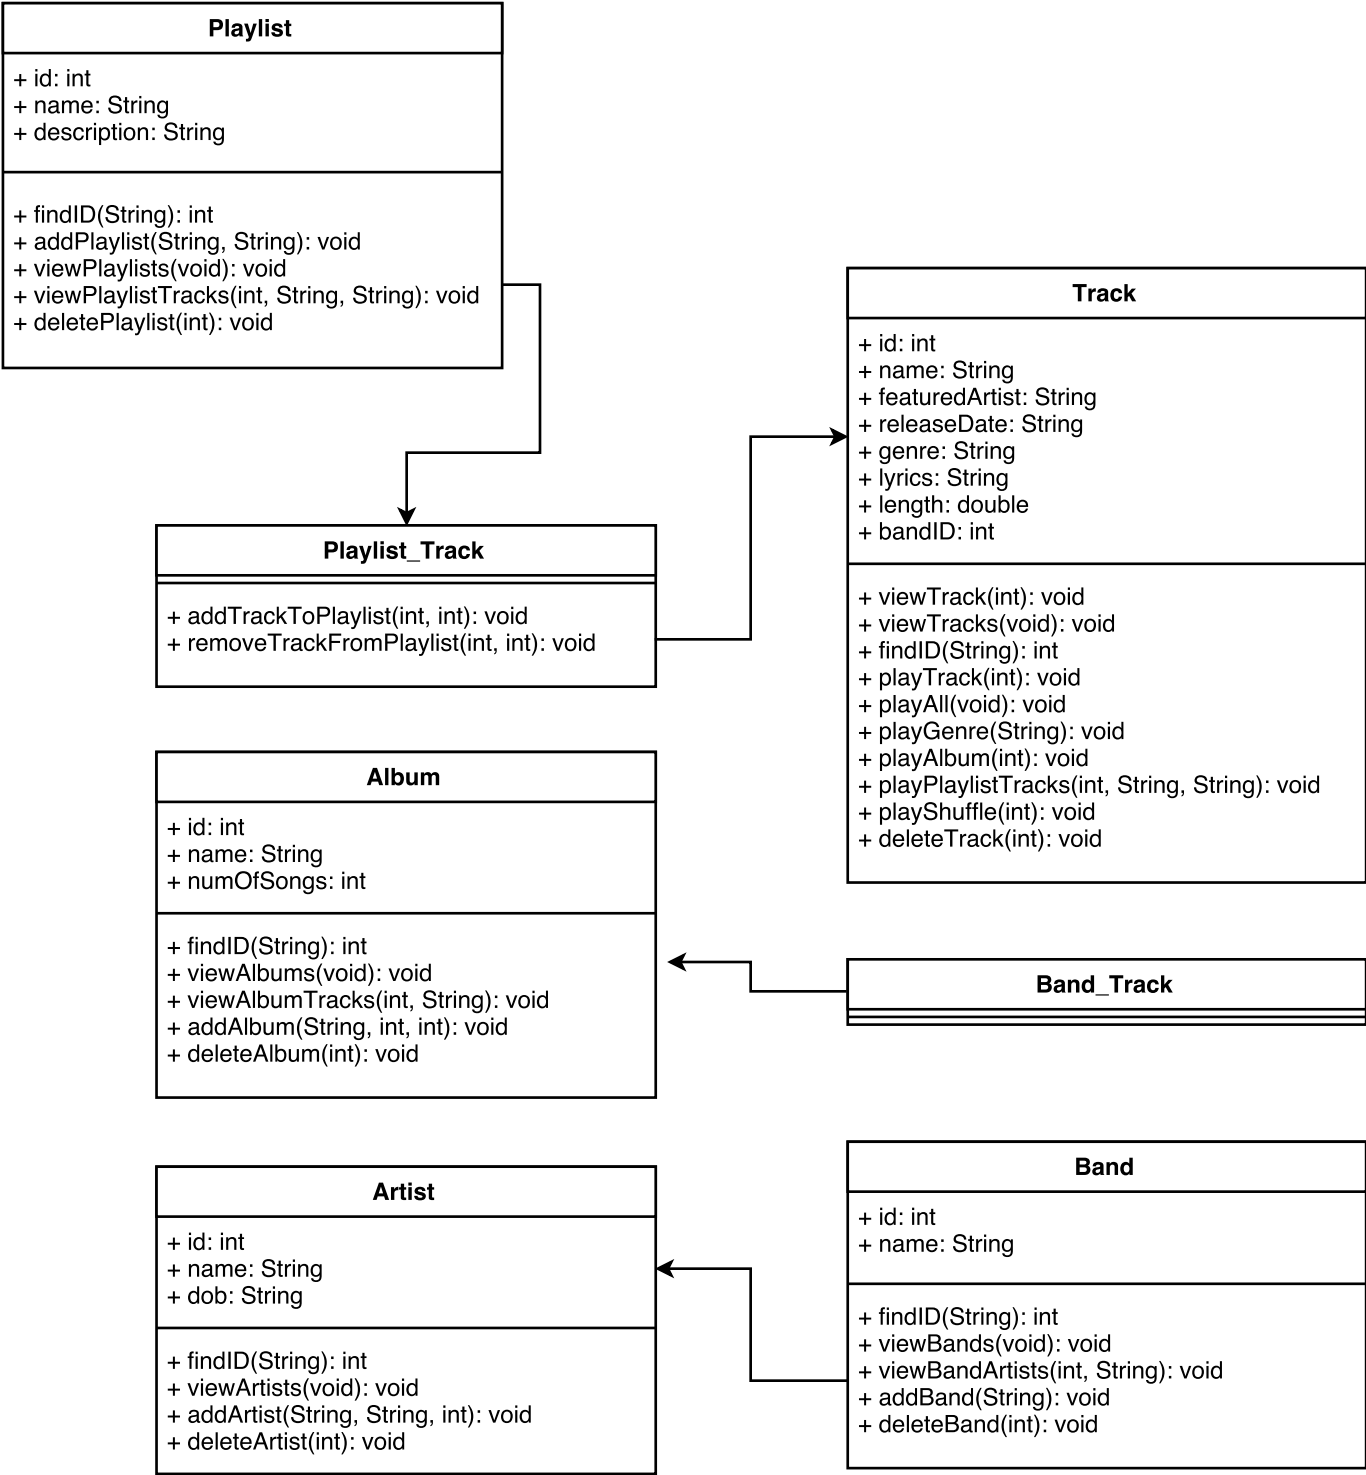 Playlist
+ id: int
+ name: String
+ description: String
+ findID(String): int
+ addPlaylist(String, String): void
+ viewPlaylists(void): void
+ viewPlaylistTracks(int, String, String): void
+ deletePlaylist(int): void
Track
+ id: int
+ name: String
+ featuredArtist: String
+ releaseDate: String
+ genre: String
+ lyrics: String
+ length: double
+ bandID: int
+ viewTrack(int): void
+ viewTracks(void): void
+ findID(String): int
+ playTrack(int): void
+ playAll(void): void
+ playGenre(String): void
+ playAlbum(int): void
+ playPlaylistTracks(int, String, String): void
+ playShuffle(int): void
+ deleteTrack(int): void
Playlist_Track
+ addTrackToPlaylist(int, int): void
+ removeTrackFromPlaylist(int, int): void
Album
+ id: int
+ name: String
+ numOfSongs: int
+ findID(String): int
+ viewAlbums(void): void
+ viewAlbumTracks(int, String): void
+ addAlbum(String, int, int): void
+ deleteAlbum(int): void
Band_Track
Artist
+ id: int
+ name: String
+ dob: String
+ findID(String): int
+ viewArtists(void): void
+ addArtist(String, String, int): void
+ deleteArtist(int): void
Band
+ id: int
+ name: String
+ findID(String): int
+ viewBands(void): void
+ viewBandArtists(int, String): void
+ addBand(String): void
+ deleteBand(int): void